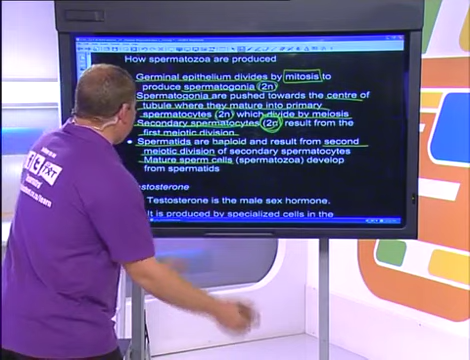 How spermatozoa are produced
Germinal epithelium divides by mitosis to
produce spermatogonia (2n)
Spermatogonia are pushed towards the centre of
tubule where they mature into primary
spermatocytes (2n) which divide by meiosis
Secondary spermatocytes (2n) result from the
first meiotic division
• Spermatids are haploid and result from second
meiotic division of secondary spermatocytes
Mature sperm cells (spermatozoa) develop
from spermatids
estosterone
Testosterone is the male sex hormone.
It is produced by specialized cells in the